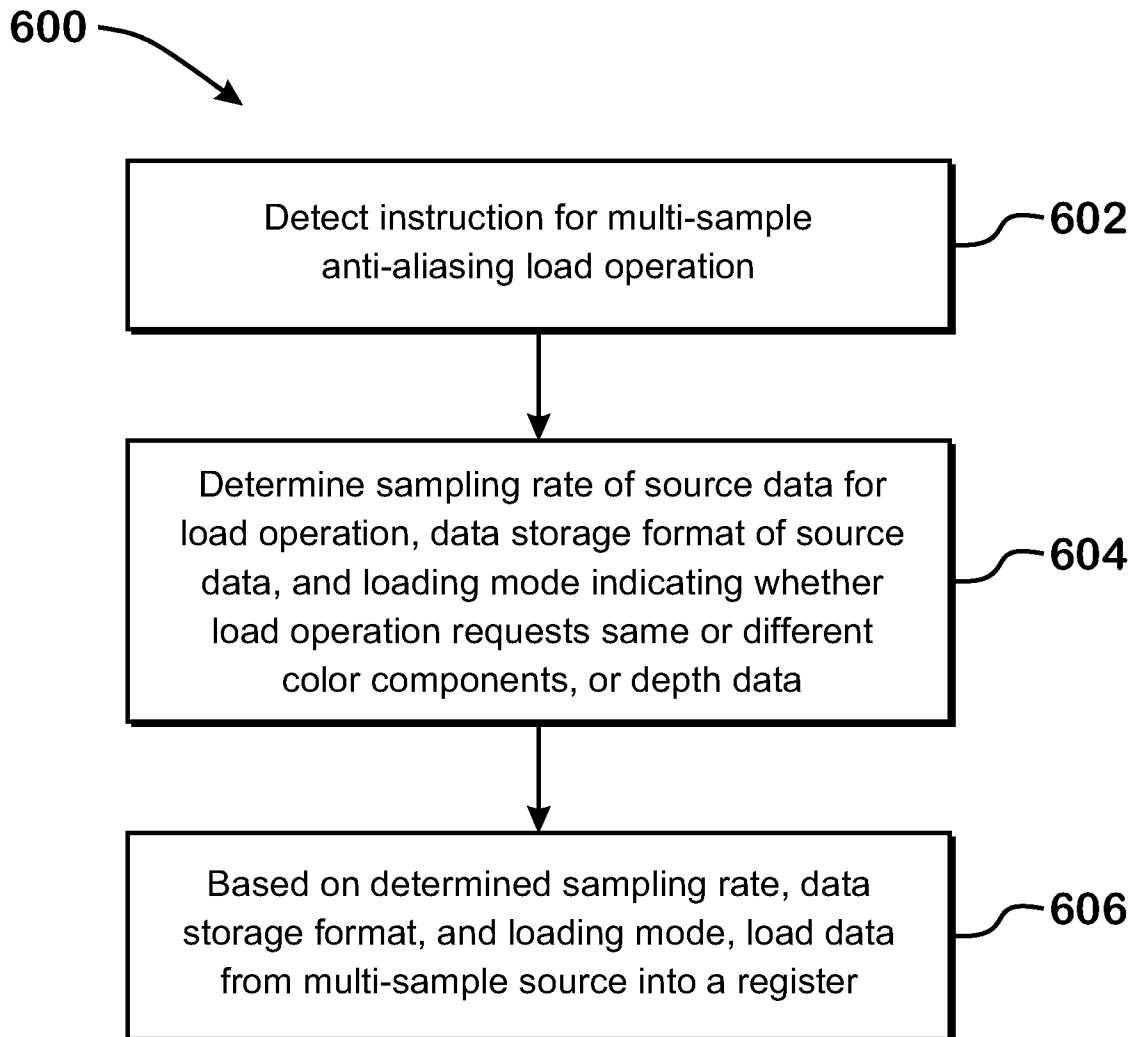 600
Detect instruction for multi-sample
anti-aliasing load operation
602
Determine sampling rate of source data for
load operation, data storage format of source
data, and loading mode indicating whether
load operation requests same or different
color components, or depth data
604
Based on determined sampling rate, data
storage format, and loading mode, load data
from multi-sample source into a register
606